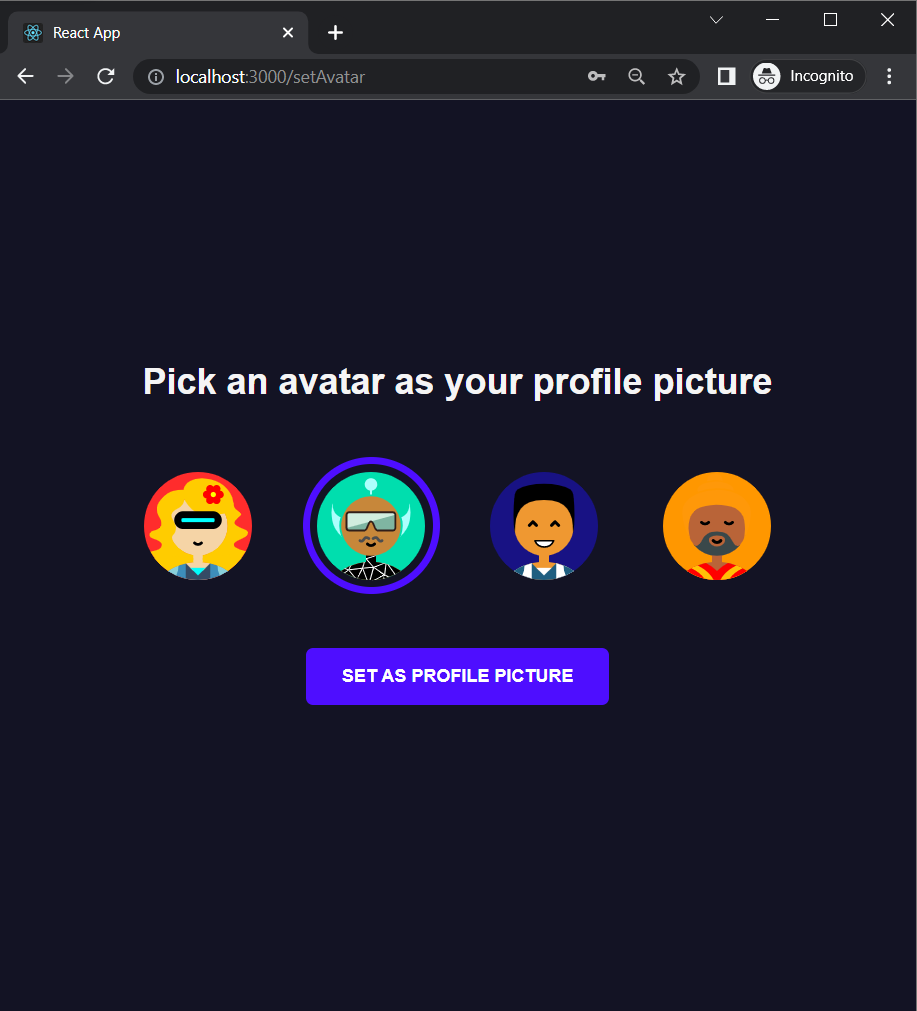 React App
localhost:3000/setAvatar
Incognito
Pick an avatar as your profile picture
SET AS PROFILE PICTURE